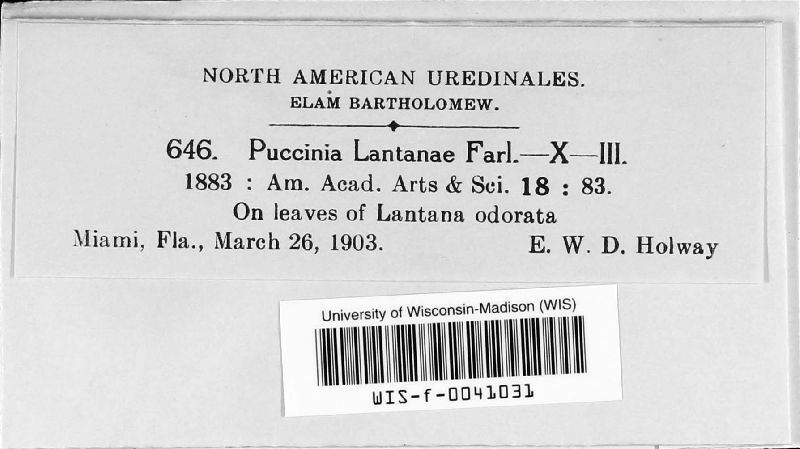 NORTH AMERICAN UREDINALES.
ELAM BARTHOLOMEW.
646. Puccinia Lantanae Farl.—X—III.
1883 : Am. Acad. Arts & Sci. 18 : 83.
On leaves of Lantana odorata
Miami, Fla., March 26, 1903. E. W. D. Holway
University of Wisconsin-Madison (WIS)
WIS-f-0041031